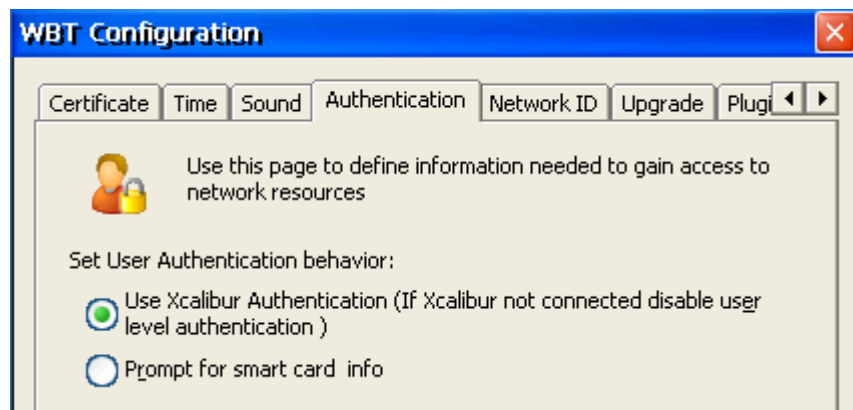 WBT Configuration
Certificate Time Sound Authentication Network ID Upgrade Plugi
Use this page to define information needed to gain access to
network resources
Set User Authentication behavior:
Use Xcalibur Authentication (If Xcalibur not connected disable user
level authentication )
Prompt for smart card info